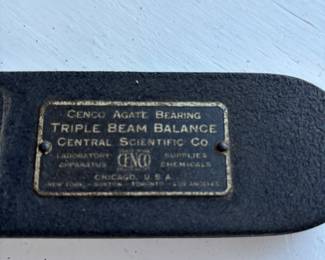 CENCO AGATE BEARING
TRIPLE BEAM BALANCE
CENTRAL SCIENTIFIC CO
LABORATORY SUPPLIES
APPARATUS CENCO CHEMICALS
CHICAGO, U.S.A.
NEW YORK - BOSTON - TORONTO - LOS ANGELES